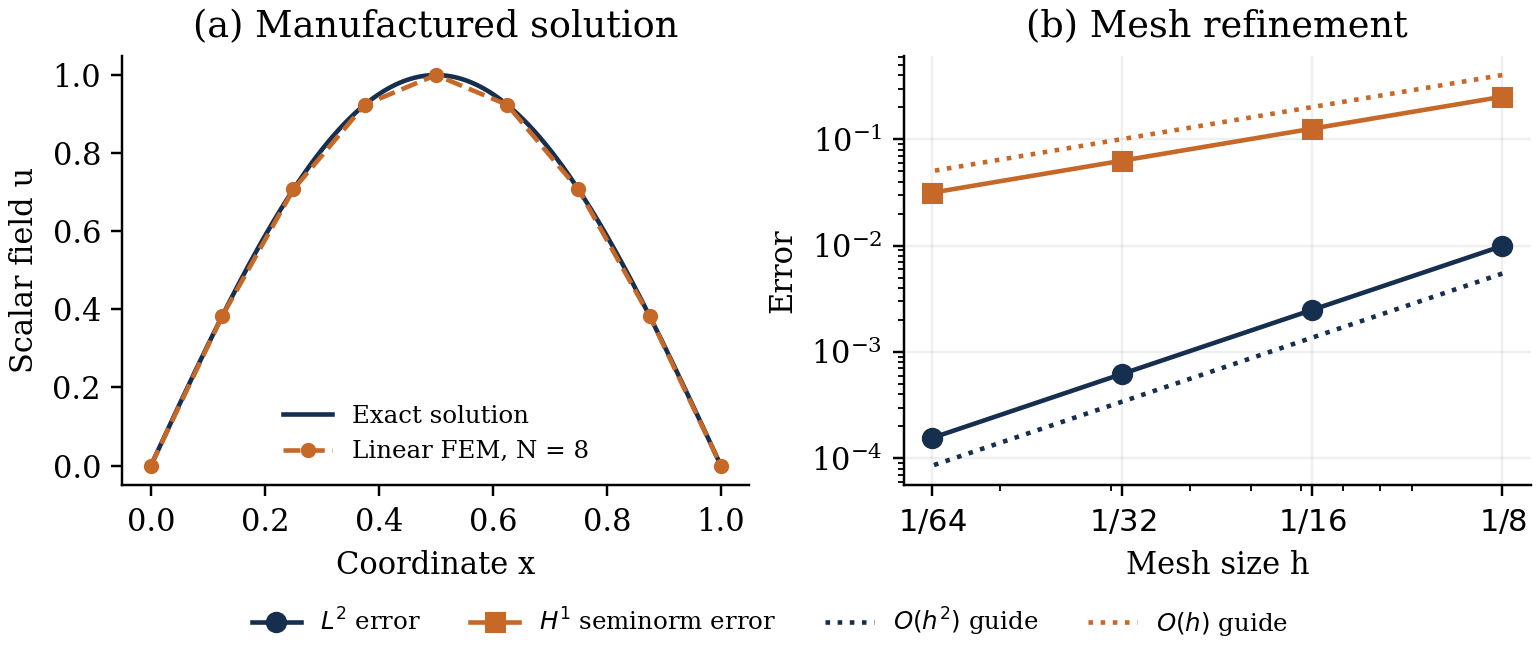 (a) Manufactured solution
Scalar field u
1.0
0.8
0.6
0.4
0.2
0.0
Exact solution
Linear FEM, N = 8
0.0 0.2 0.4 0.6 0.8 1.0
Coordinate x
(b) Mesh refinement
Error
10⁻¹
10⁻²
10⁻³
10⁻⁴
1/64 1/32 1/16 1/8
Mesh size h
L² error H¹ seminorm error O(h²) guide O(h) guide